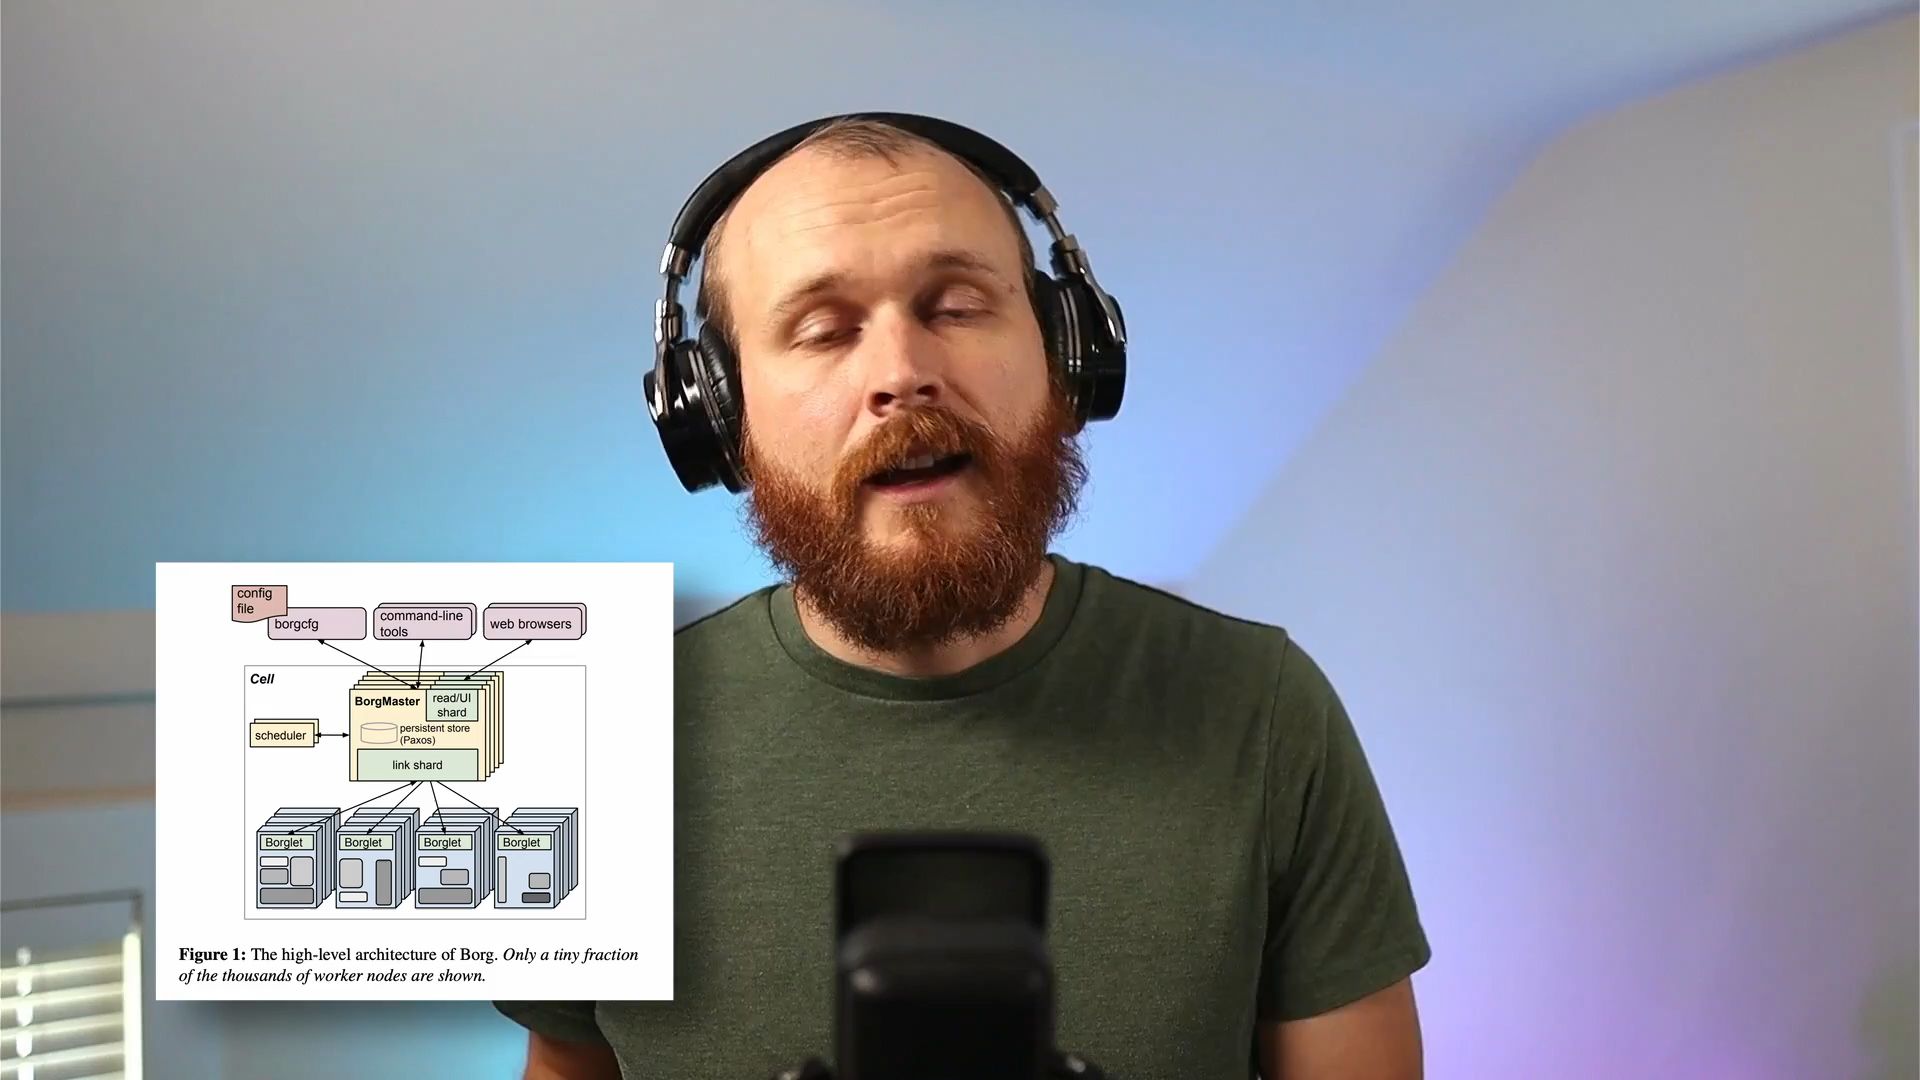 config
file
borgcfg
command-line
tools
web browsers
Cell
BorgMaster
read/UI
shard
scheduler
persistent store
(Paxos)
link shard
Borglet
Borglet
Borglet
Borglet
Figure 1: The high-level architecture of Borg. Only a tiny fraction
of the thousands of worker nodes are shown.